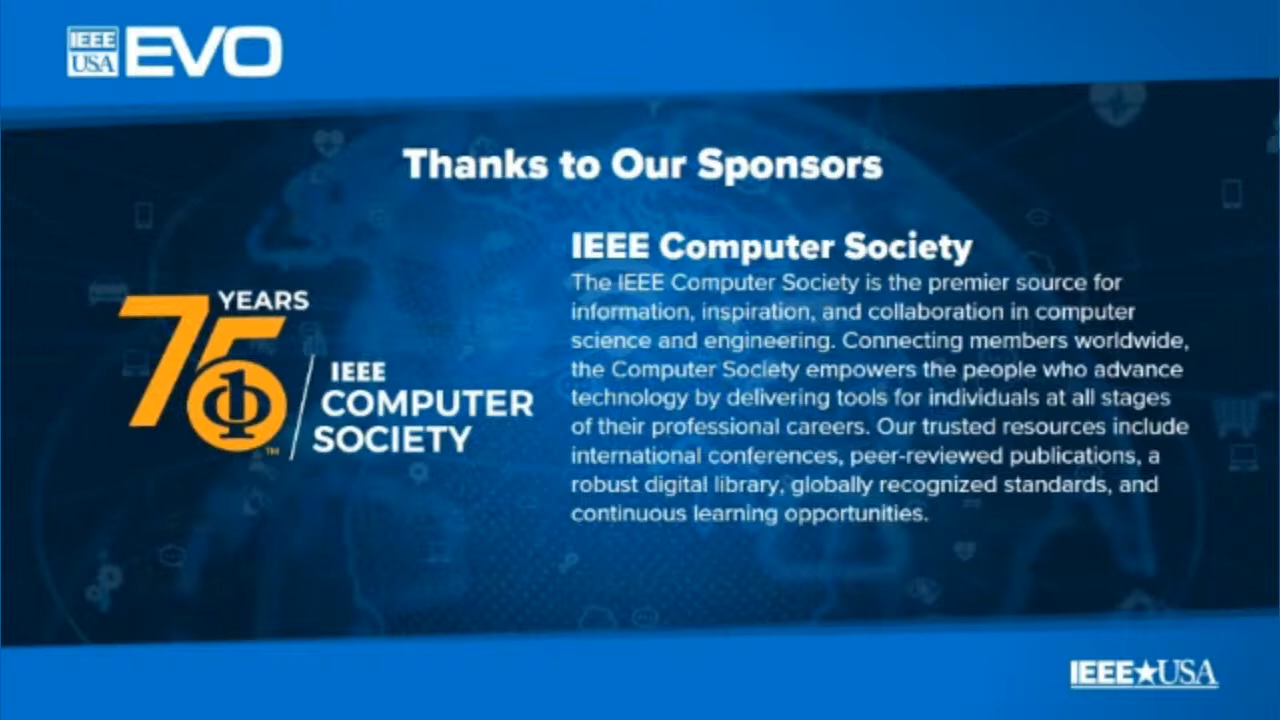 IEEE
USA
EVO
Thanks to Our Sponsors
75
YEARS
IEEE
COMPUTER
SOCIETY
TM
IEEE Computer Society
The IEEE Computer Society is the premier source for
information, inspiration, and collaboration in computer
science and engineering. Connecting members worldwide,
the Computer Society empowers the people who advance
technology by delivering tools for individuals at all stages
of their professional careers. Our trusted resources include
international conferences, peer-reviewed publications, a
robust digital library, globally recognized standards, and
continuous learning opportunities.
IEEE★USA